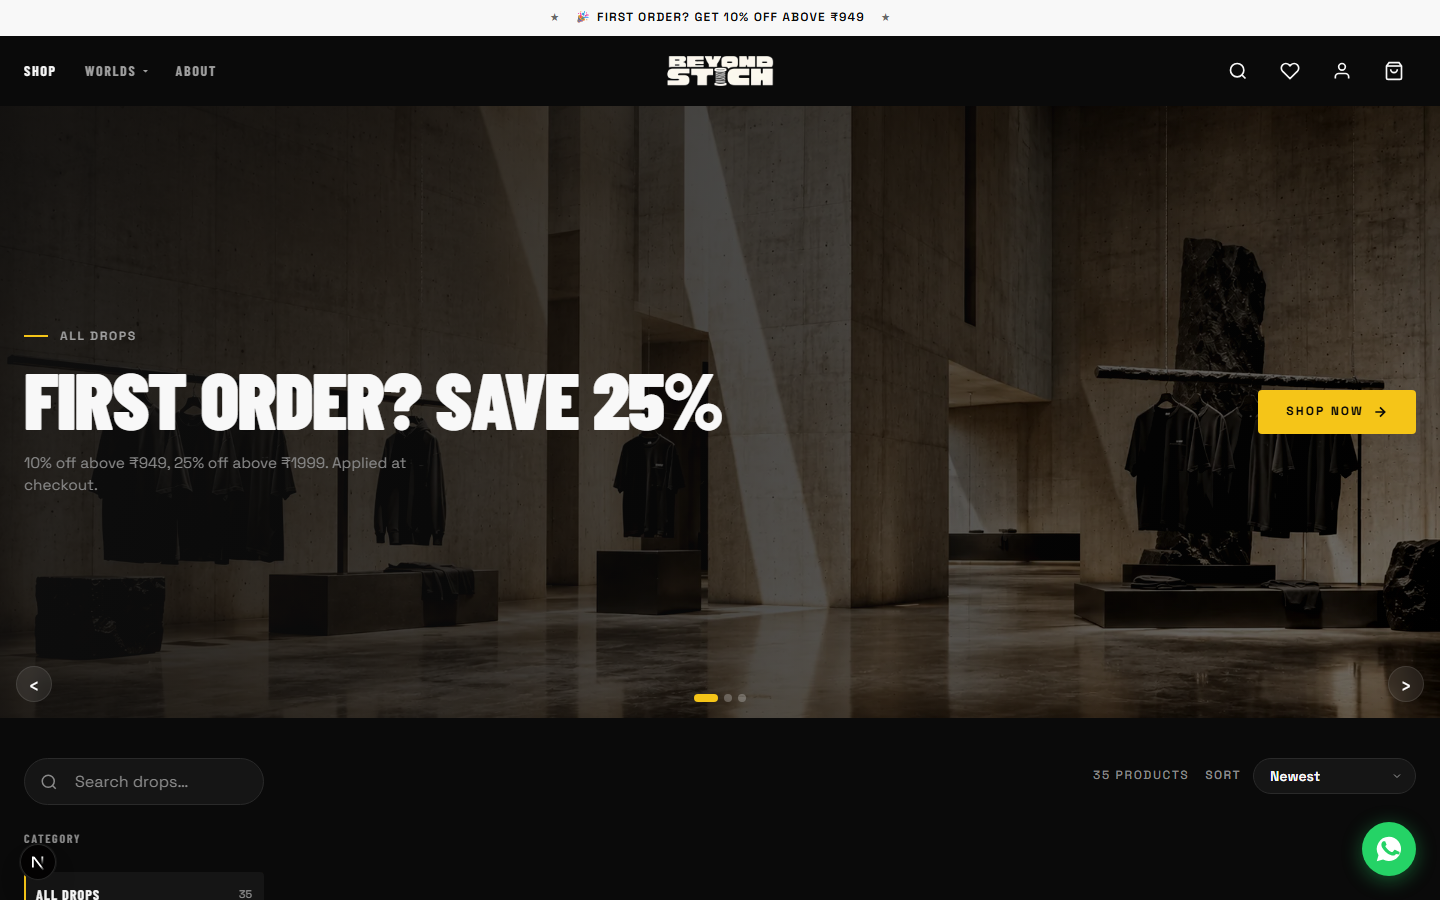 ★ 🎉 FIRST ORDER? GET 10% OFF ABOVE ₹949 ★
SHOP WORLDS ABOUT
BEYOND
STICH
ALL DROPS
FIRST ORDER? SAVE 25%
10% off above ₹949, 25% off above ₹1999. Applied at
checkout.
SHOP NOW →
< >
Search drops...
35 PRODUCTS SORT Newest
CATEGORY
N
ALL DROPS 35